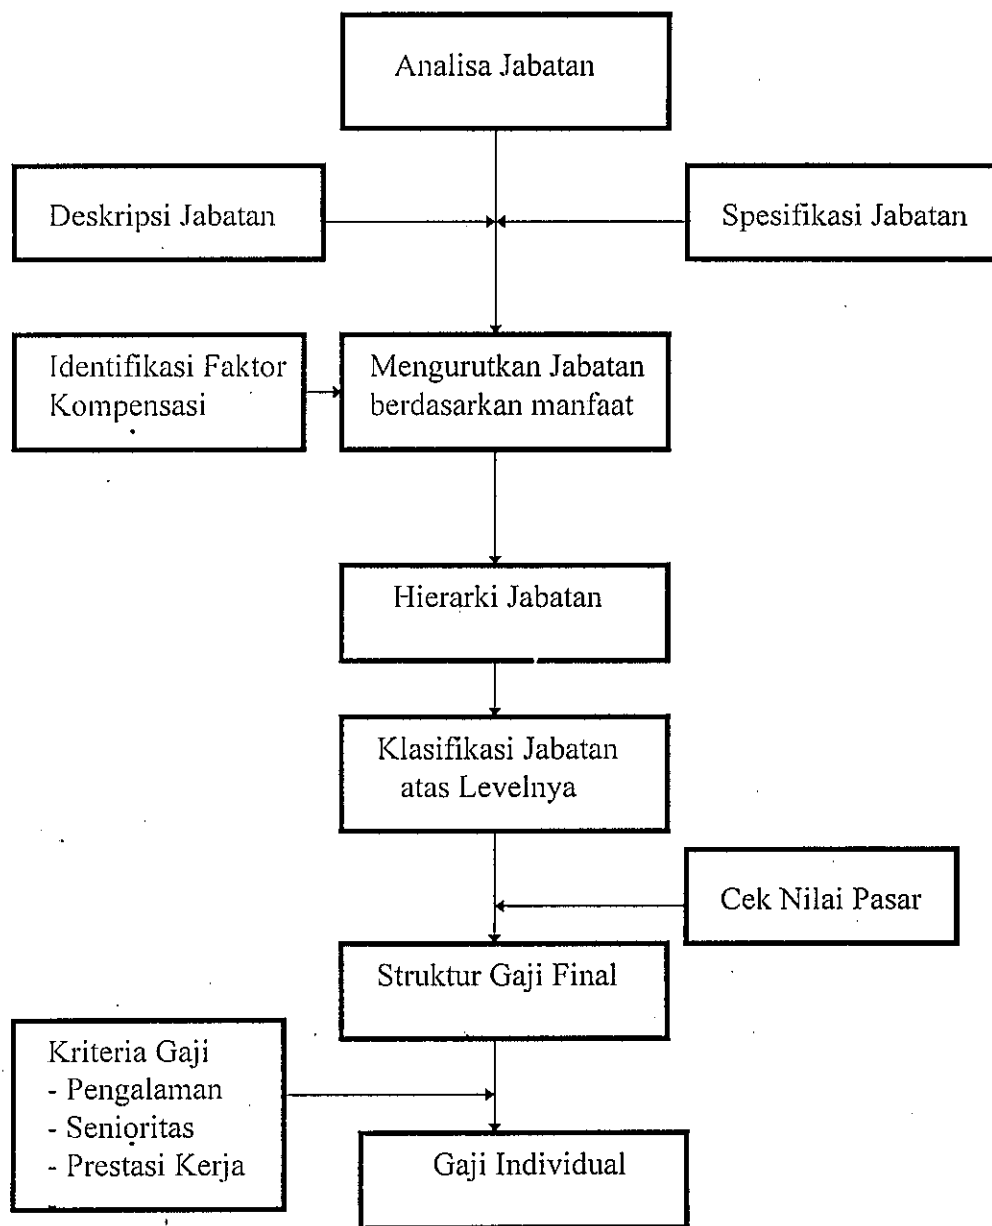 Analisa Jabatan
Deskripsi Jabatan
Spesifikasi Jabatan
Identifikasi Faktor
Kompensasi
Mengurutkan Jabatan
berdasarkan manfaat
Hierarki Jabatan
Klasifikasi Jabatan
atas Levelnya
Cek Nilai Pasar
Struktur Gaji Final
Kriteria Gaji
- Pengalaman
- Senioritas
- Prestasi Kerja
Gaji Individual